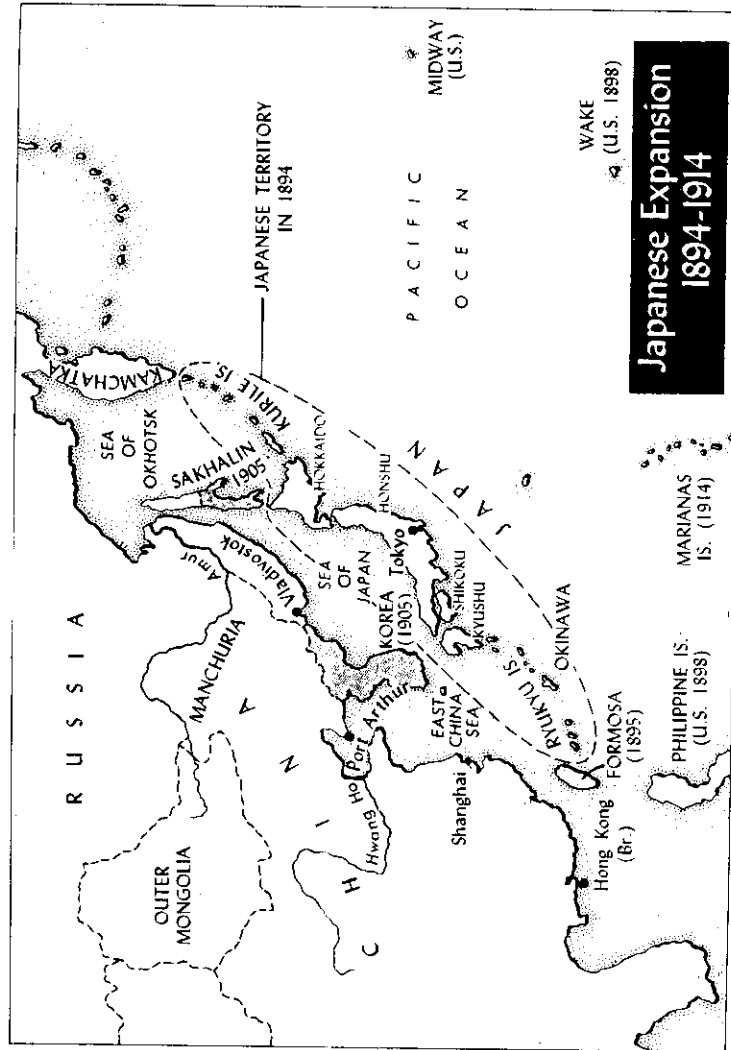 RUSSIA
OUTER
MONGOLIA
MANCHURIA
Amur
CHINA
Hwang Ho
Port Arthur
Vladivostok
KAMCHATKA
SEA
OF
OKHOTSK
SAKHALIN
1905
KURILE IS.
JAPANESE TERRITORY
IN 1894
SEA
OF
JAPAN
KOREA
(1905)
HOKKAIDO
HONSHU
Tokyo
SHIKOKU
KYUSHU
JAPAN
EAST
CHINA
SEA
Shanghai
RYUKYU IS.
OKINAWA
FORMOSA
(1895)
Hong Kong
(Br.)
PHILIPPINE IS.
(U.S. 1898)
MARIANAS
IS. (1914)
PACIFIC
OCEAN
MIDWAY
(U.S.)
WAKE
(U.S. 1898)
Japanese Expansion
1894-1914